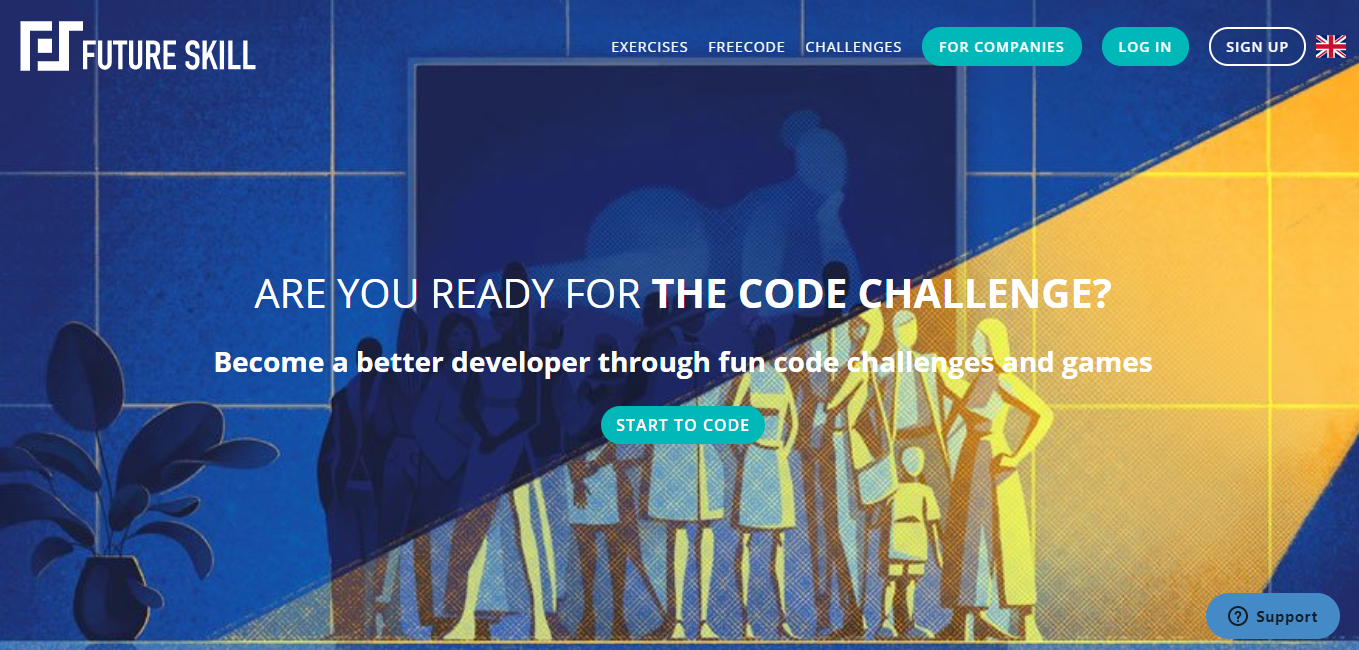 FUTURE SKILL
EXERCISES FREECODE CHALLENGES FOR COMPANIES LOG IN SIGN UP
ARE YOU READY FOR THE CODE CHALLENGE?
Become a better developer through fun code challenges and games
START TO CODE
Support